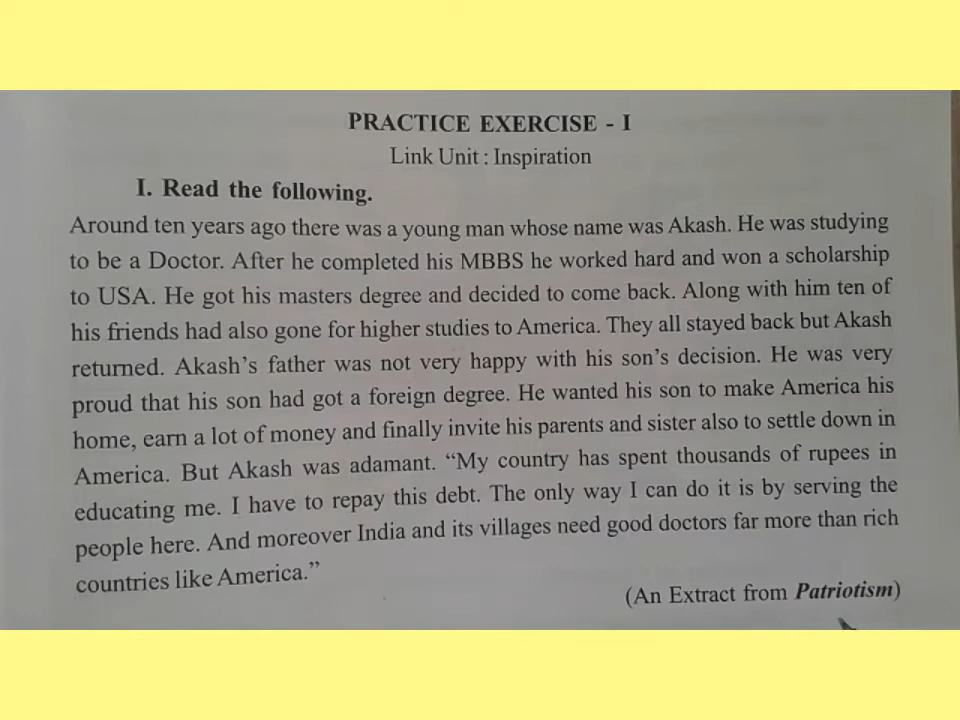 PRACTICE EXERCISE - I
Link Unit : Inspiration
I. Read the following.
Around ten years ago there was a young man whose name was Akash. He was studying
to be a Doctor. After he completed his MBBS he worked hard and won a scholarship
to USA. He got his masters degree and decided to come back. Along with him ten of
his friends had also gone for higher studies to America. They all stayed back but Akash
returned. Akash's father was not very happy with his son's decision. He was very
proud that his son had got a foreign degree. He wanted his son to make America his
home, earn a lot of money and finally invite his parents and sister also to settle down in
America. But Akash was adamant. “My country has spent thousands of rupees in
educating me. I have to repay this debt. The only way I can do it is by serving the
people here. And moreover India and its villages need good doctors far more than rich
countries like America.”
(An Extract from Patriotism)